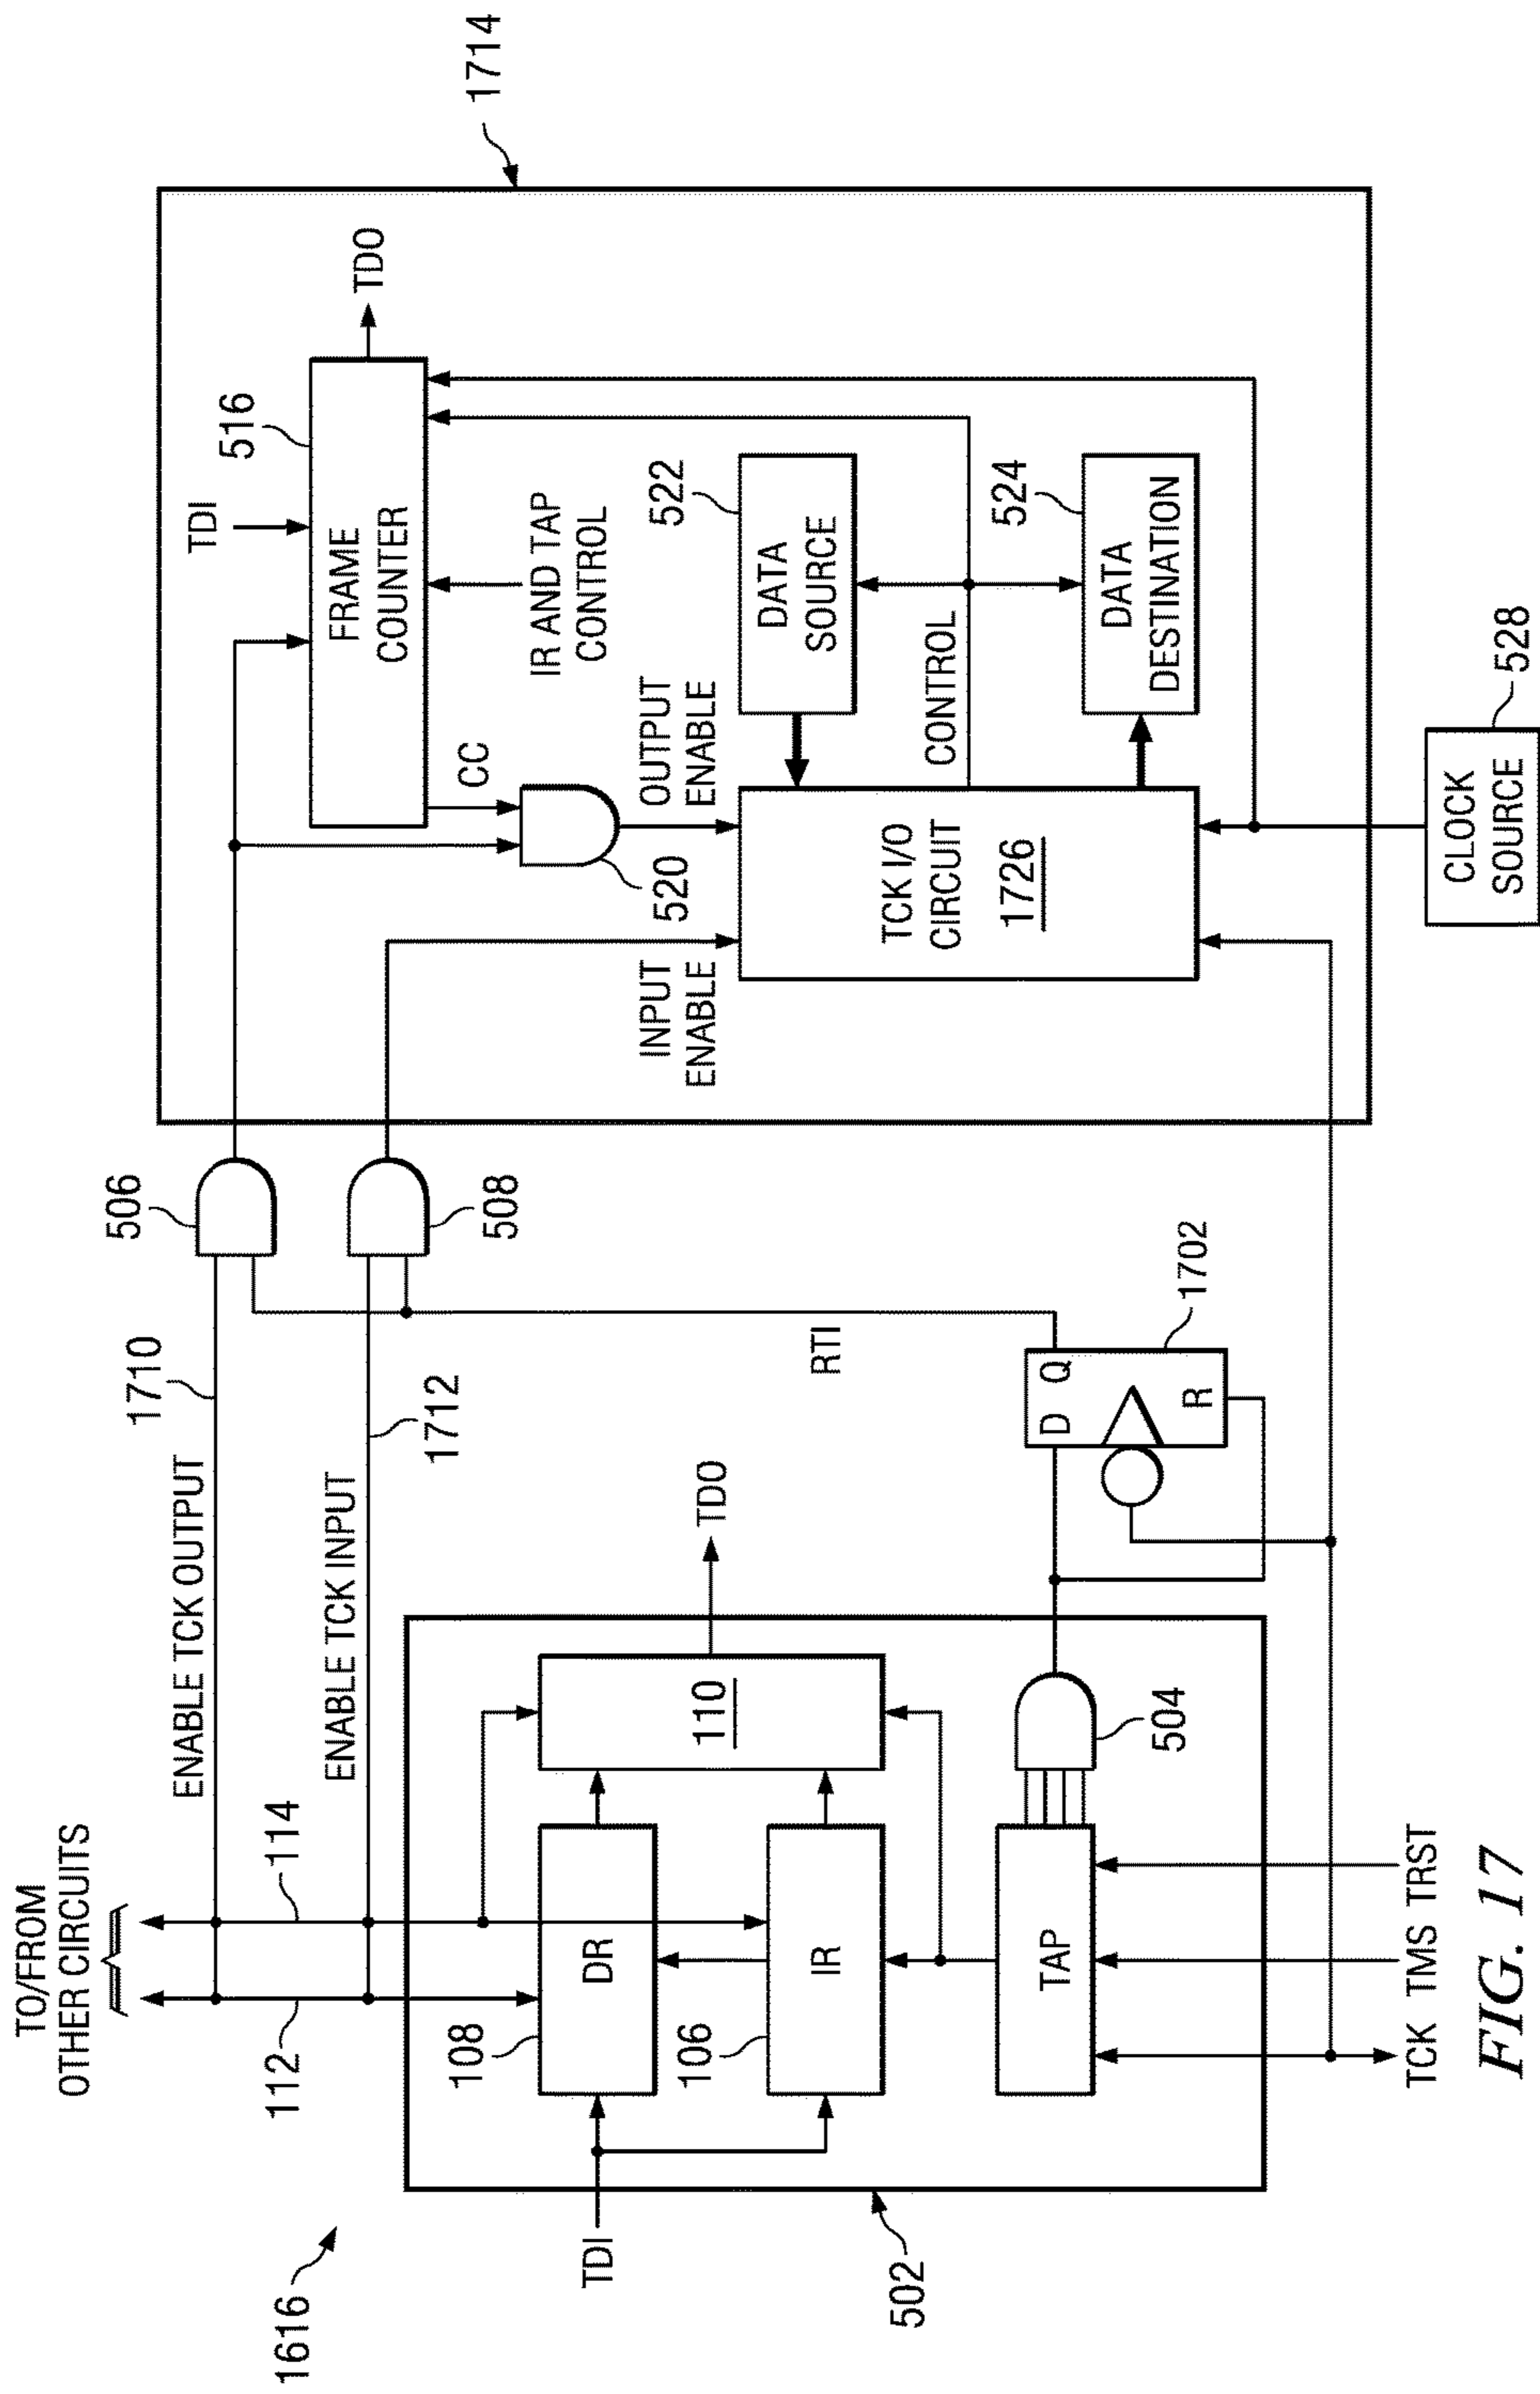 TO/FROM
OTHER CIRCUITS
1616
112
114
ENABLE TCK OUTPUT
1710
506
ENABLE TCK INPUT
1712
508
1714
TDI
516
TDO
FRAME
COUNTER
IR AND TAP
CONTROL
CC
520
OUTPUT
ENABLE
INPUT
ENABLE
522
DATA
SOURCE
CONTROL
524
DATA
DESTINATION
TCK I/O
CIRCUIT
1726
CLOCK
SOURCE
528
TDI
108
DR
106
IR
110
TDO
TAP
504
502
RTI
D Q
R
1702
TCK TMS TRST
FIG. 17